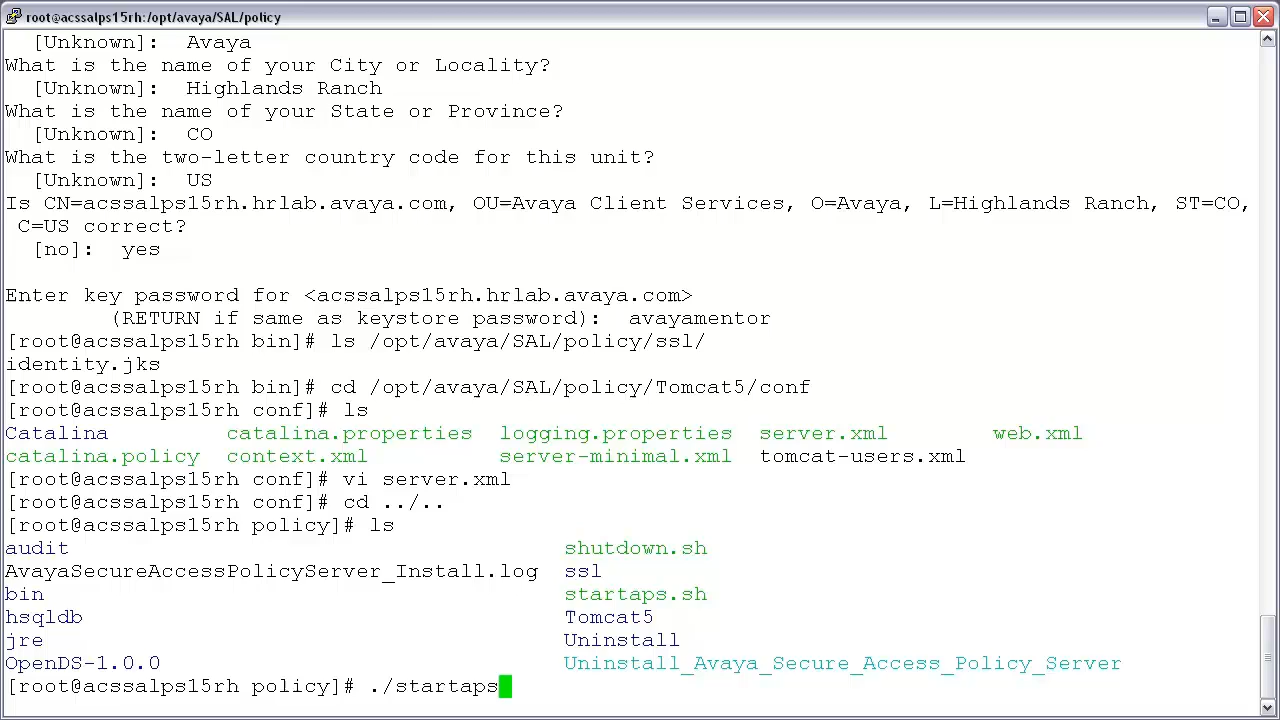 root@acssalps15rh:/opt/avaya/SAL/policy
[Unknown]: Avaya
What is the name of your City or Locality?
[Unknown]: Highlands Ranch
What is the name of your State or Province?
[Unknown]: CO
What is the two-letter country code for this unit?
[Unknown]: US
Is CN=acssalps15rh.hrlab.avaya.com, OU=Avaya Client Services, O=Avaya, L=Highlands Ranch, ST=CO,
C=US correct?
[no]: yes
Enter key password for <acssalps15rh.hrlab.avaya.com>
(RETURN if same as keystore password): avayamentor
[root@acssalps15rh bin]# ls /opt/avaya/SAL/policy/ssl/
identity.jks
[root@acssalps15rh bin]# cd /opt/avaya/SAL/policy/Tomcat5/conf
[root@acssalps15rh conf]# ls
Catalina catalina.properties logging.properties server.xml web.xml
catalina.policy context.xml server-minimal.xml tomcat-users.xml
[root@acssalps15rh conf]# vi server.xml
[root@acssalps15rh conf]# cd ../..
[root@acssalps15rh policy]# ls
audit shutdown.sh
AvayaSecureAccessPolicyServer_Install.log ssl
bin startaps.sh
hsqldb Tomcat5
jre Uninstall
OpenDS-1.0.0 Uninstall_Avaya_Secure_Access_Policy_Server
[root@acssalps15rh policy]# ./startaps